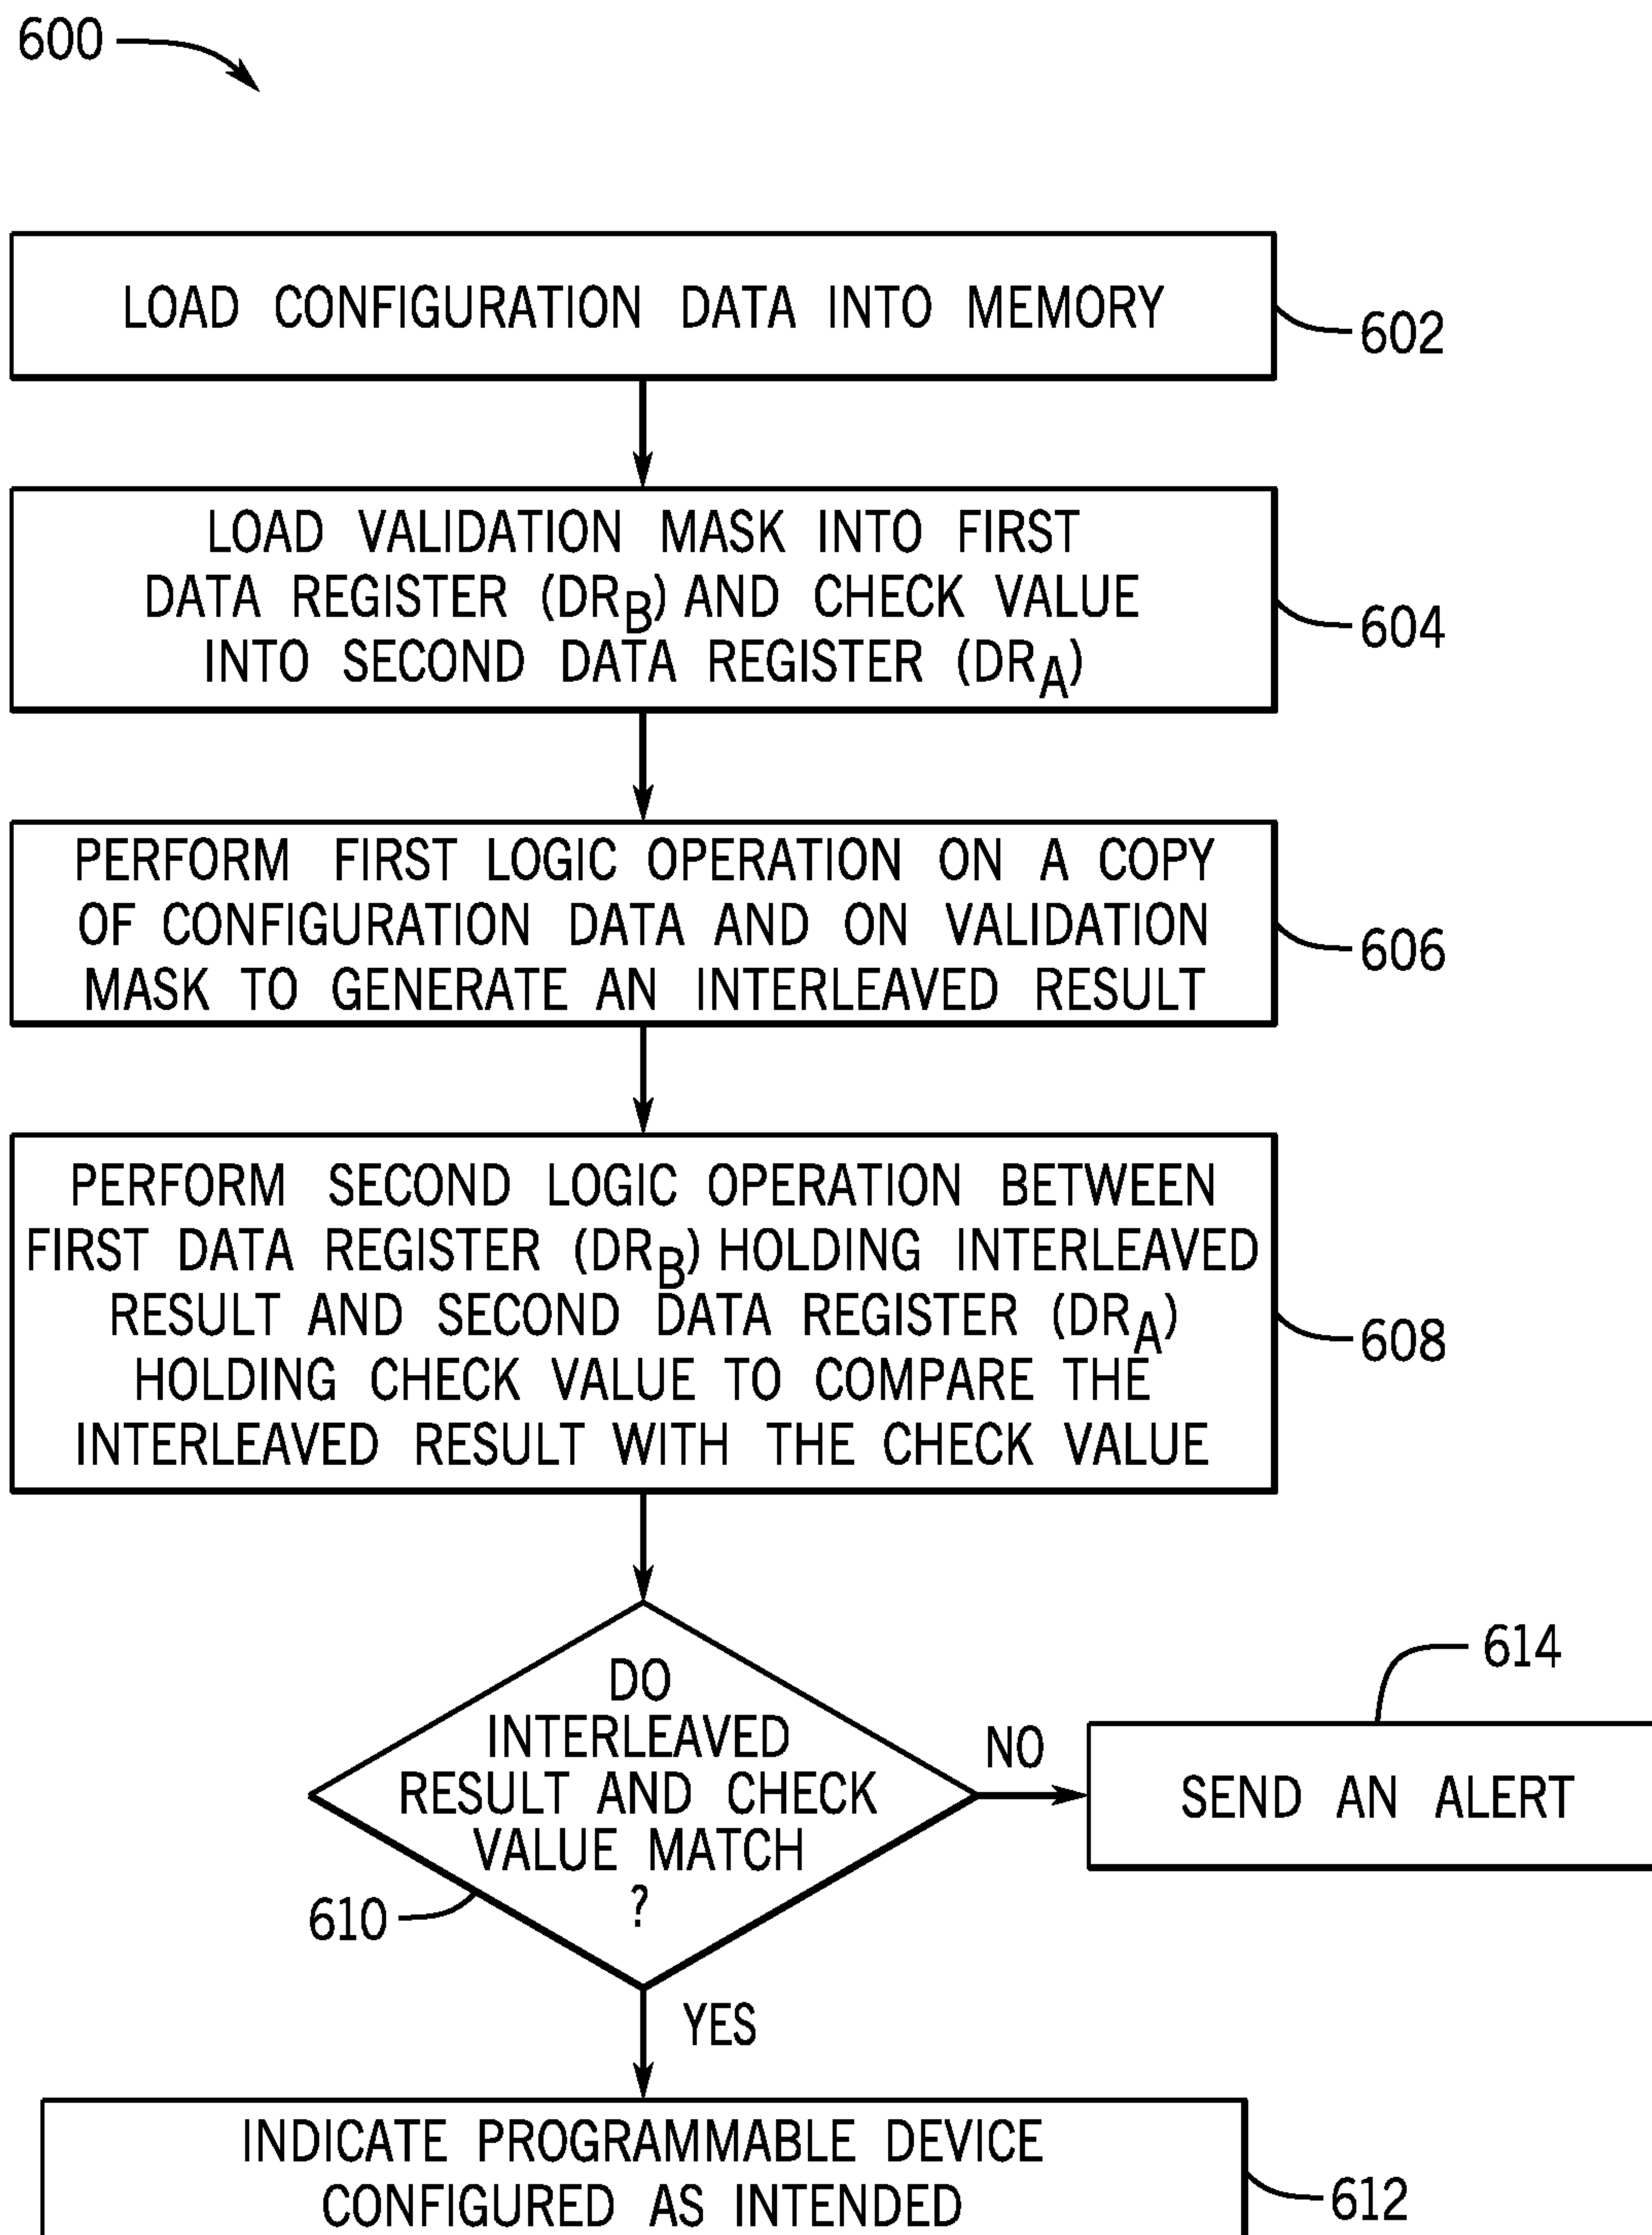 600
LOAD CONFIGURATION DATA INTO MEMORY
602
LOAD VALIDATION MASK INTO FIRST
DATA REGISTER (DRB) AND CHECK VALUE
INTO SECOND DATA REGISTER (DRA)
604
PERFORM FIRST LOGIC OPERATION ON A COPY
OF CONFIGURATION DATA AND ON VALIDATION
MASK TO GENERATE AN INTERLEAVED RESULT
606
PERFORM SECOND LOGIC OPERATION BETWEEN
FIRST DATA REGISTER (DRB) HOLDING INTERLEAVED
RESULT AND SECOND DATA REGISTER (DRA)
HOLDING CHECK VALUE TO COMPARE THE
INTERLEAVED RESULT WITH THE CHECK VALUE
608
DO
INTERLEAVED
RESULT AND CHECK
VALUE MATCH
?
610
NO
614
SEND AN ALERT
YES
INDICATE PROGRAMMABLE DEVICE
CONFIGURED AS INTENDED
612